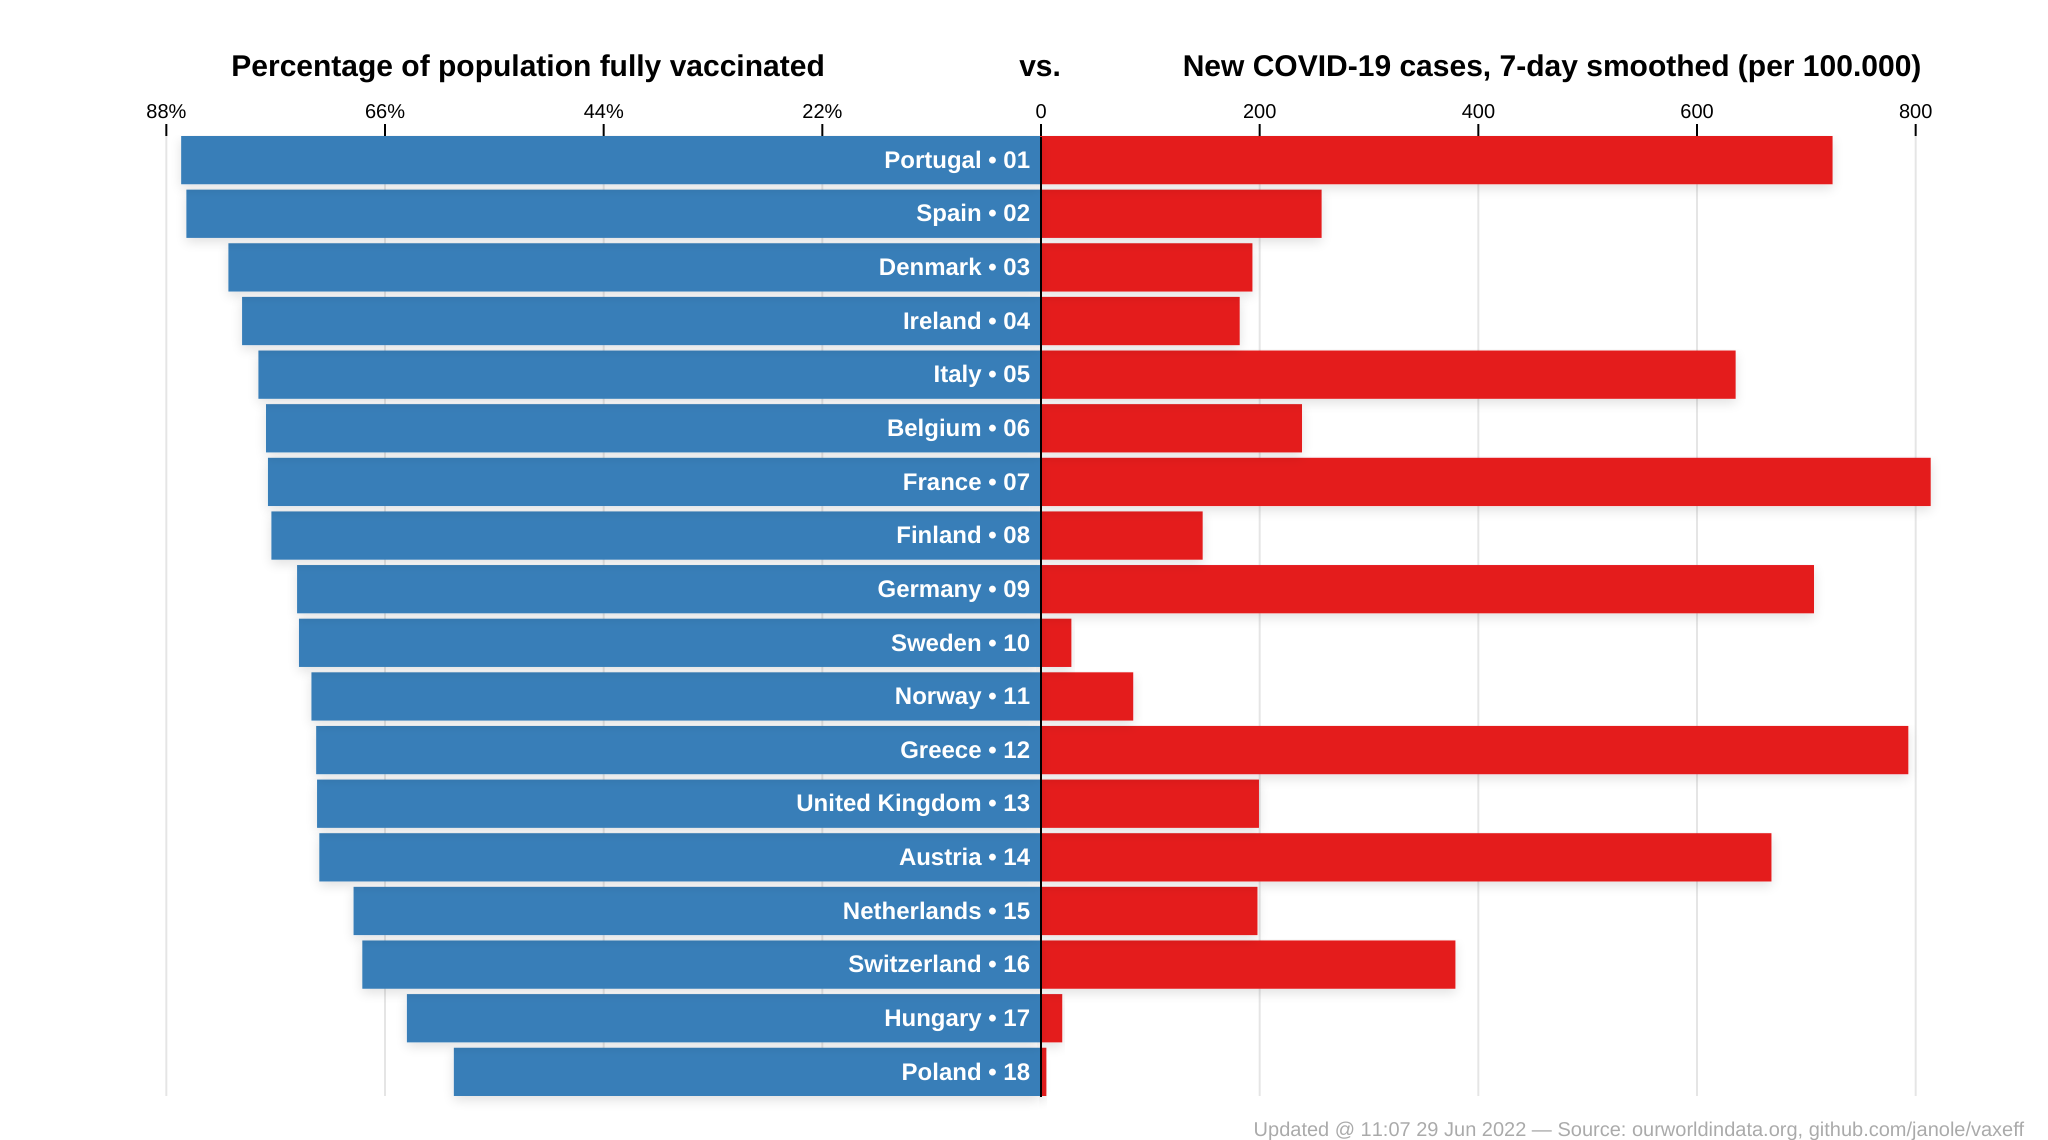 Percentage of population fully vaccinated vs. New COVID-19 cases, 7-day smoothed (per 100.000)
88% 66% 44% 22% 0 200 400 600 800
Portugal • 01
Spain • 02
Denmark • 03
Ireland • 04
Italy • 05
Belgium • 06
France • 07
Finland • 08
Germany • 09
Sweden • 10
Norway • 11
Greece • 12
United Kingdom • 13
Austria • 14
Netherlands • 15
Switzerland • 16
Hungary • 17
Poland • 18
Updated @ 11:07 29 Jun 2022 — Source: ourworldindata.org, github.com/janole/vaxeff